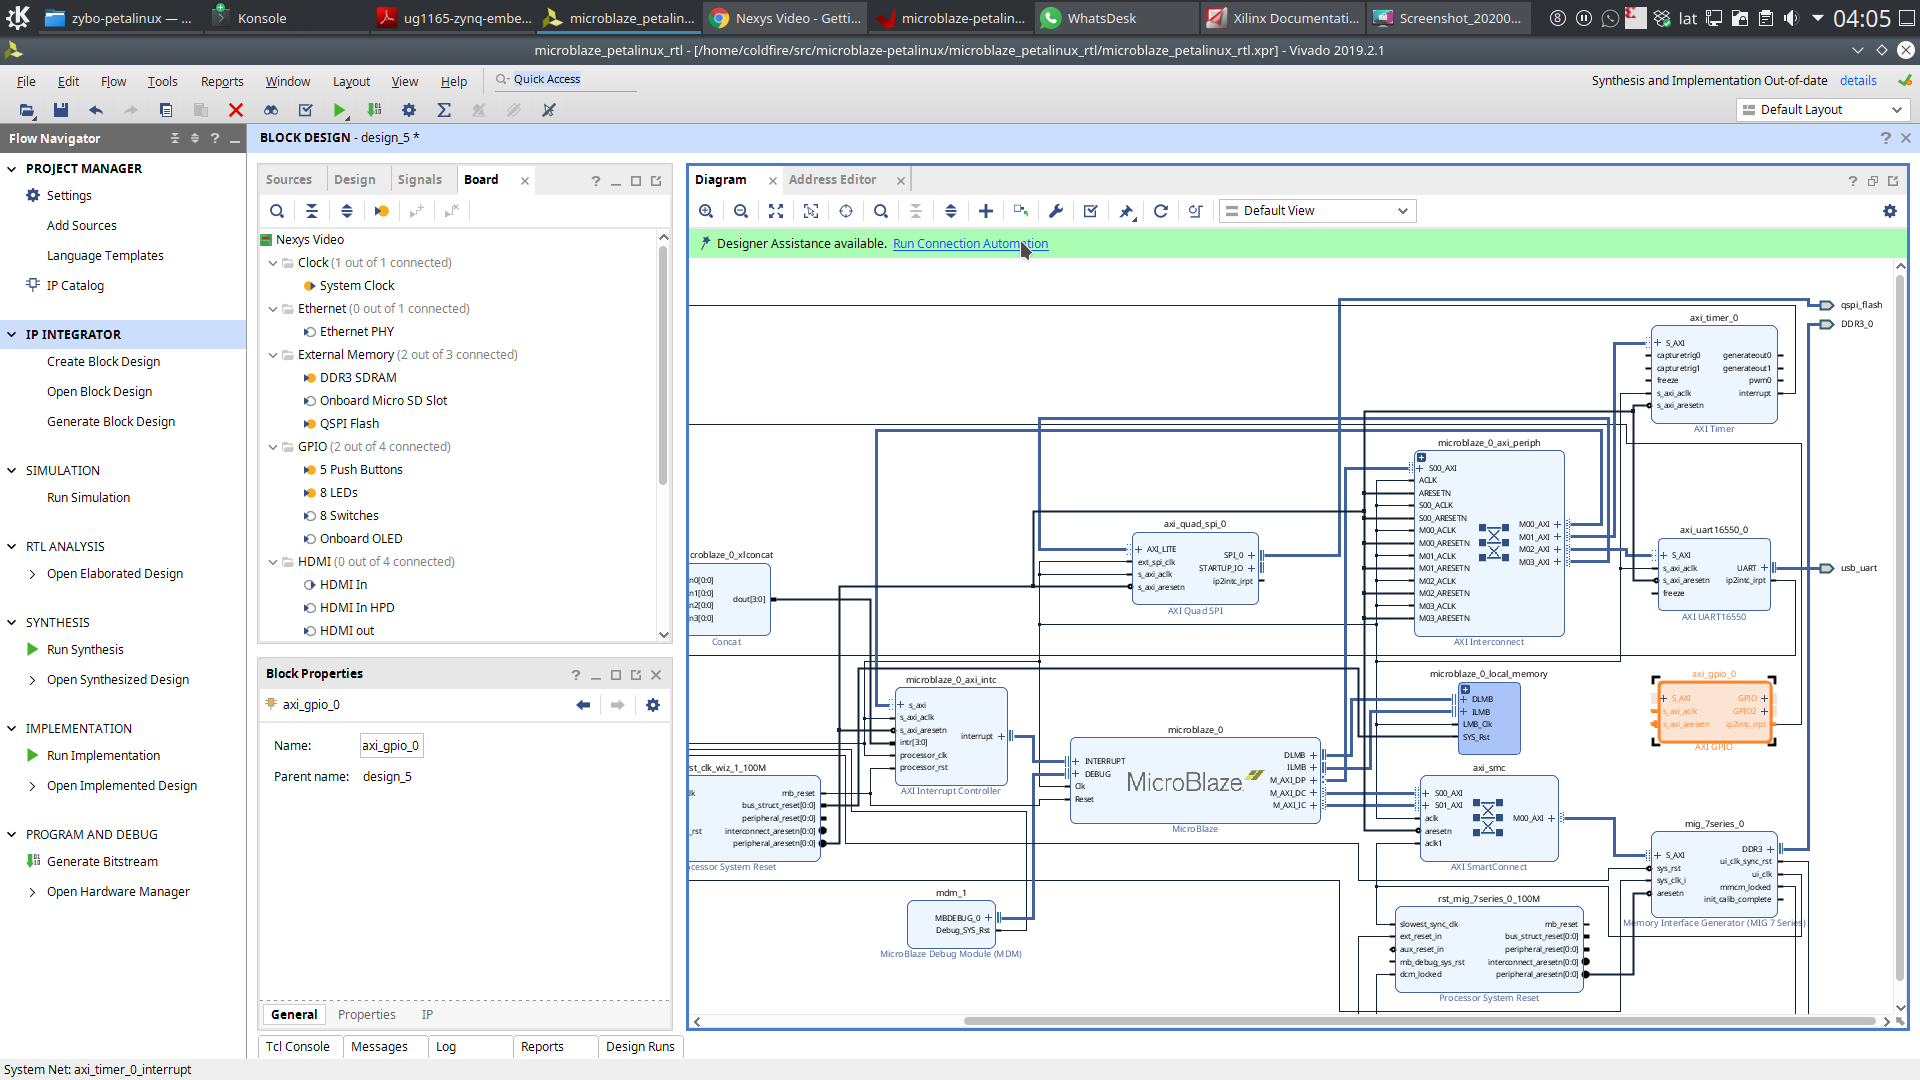 zybo-petalinux — ...
Konsole
ug1165-zynq-embe...
microblaze_petalin...
Nexys Video - Getti...
microblaze-petalin...
WhatsDesk
Xilinx Documentati...
Screenshot_20200...
lat
04:05
microblaze_petalinux_rtl - [/home/coldfire/src/microblaze-petalinux/microblaze_petalinux_rtl/microblaze_petalinux_rtl.xpr] - Vivado 2019.2.1
File Edit Flow Tools Reports Window Layout View Help
Quick Access
Synthesis and Implementation Out-of-date details
Default Layout
Flow Navigator
PROJECT MANAGER
Settings
Add Sources
Language Templates
IP Catalog
IP INTEGRATOR
Create Block Design
Open Block Design
Generate Block Design
SIMULATION
Run Simulation
RTL ANALYSIS
Open Elaborated Design
SYNTHESIS
Run Synthesis
Open Synthesized Design
IMPLEMENTATION
Run Implementation
Open Implemented Design
PROGRAM AND DEBUG
Generate Bitstream
Open Hardware Manager
BLOCK DESIGN - design_5 *
Sources Design Signals Board
Nexys Video
Clock (1 out of 1 connected)
System Clock
Ethernet (0 out of 1 connected)
Ethernet PHY
External Memory (2 out of 3 connected)
DDR3 SDRAM
Onboard Micro SD Slot
QSPI Flash
GPIO (2 out of 4 connected)
5 Push Buttons
8 LEDs
8 Switches
Onboard OLED
HDMI (0 out of 4 connected)
HDMI In
HDMI In HPD
HDMI out
Block Properties
axi_gpio_0
Name: axi_gpio_0
Parent name: design_5
General Properties IP
Tcl Console Messages Log Reports Design Runs
System Net: axi_timer_0_interrupt
Diagram Address Editor
Default View
Designer Assistance available. Run Connection Automation
qspi_flash
DDR3_0
usb_uart
axi_timer_0
S_AXI
capturetrig0 generateout0
capturetrig1 generateout1
freeze pwm0
s_axi_aclk interrupt
s_axi_aresetn
AXI Timer
microblaze_0_axi_periph
S00_AXI
ACLK
ARESETN
S00_ACLK
S00_ARESETN
M00_ACLK M00_AXI
M00_ARESETN M01_AXI
M01_ACLK M02_AXI
M01_ARESETN M03_AXI
M02_ACLK
M02_ARESETN
M03_ACLK
M03_ARESETN
AXI Interconnect
axi_quad_spi_0
AXI_LITE SPI_0
ext_spi_clk STARTUP_IO
s_axi_aclk ip2intc_irpt
s_axi_aresetn
AXI Quad SPI
axi_uart16550_0
S_AXI
s_axi_aclk UART
s_axi_aresetn ip2intc_irpt
freeze
AXI UART16550
croblaze_0_xlconcat
n0[0:0]
n1[0:0] dout[3:0]
n2[0:0]
n3[0:0]
Concat
axi_gpio_0
S_AXI GPIO
s_axi_aclk GPIO2
s_axi_aresetn ip2intc_irpt
AXI GPIO
microblaze_0_local_memory
DLMB
ILMB
LMB_Clk
SYS_Rst
microblaze_0_axi_intc
s_axi
s_axi_aclk
s_axi_aresetn
intr[3:0] interrupt
processor_clk
processor_rst
AXI Interrupt Controller
microblaze_0
INTERRUPT DLMB
DEBUG ILMB
Clk M_AXI_DP
Reset M_AXI_DC
M_AXI_IC
MicroBlaze
MicroBlaze
axi_smc
S00_AXI
S01_AXI
aclk M00_AXI
aresetn
aclk1
AXI SmartConnect
st_clk_wiz_1_100M
lk mb_reset
bus_struct_reset[0:0]
peripheral_reset[0:0]
_rst interconnect_aresetn[0:0]
peripheral_aresetn[0:0]
ocessor System Reset
mdm_1
MBDEBUG_0
Debug_SYS_Rst
MicroBlaze Debug Module (MDM)
mig_7series_0
S_AXI DDR3
sys_rst ui_clk_sync_rst
sys_clk_i ui_clk
aresetn mmcm_locked
init_calib_complete
Memory Interface Generator (MIG 7 Series)
rst_mig_7series_0_100M
slowest_sync_clk mb_reset
ext_reset_in bus_struct_reset[0:0]
aux_reset_in peripheral_reset[0:0]
mb_debug_sys_rst interconnect_aresetn[0:0]
dcm_locked peripheral_aresetn[0:0]
Processor System Reset